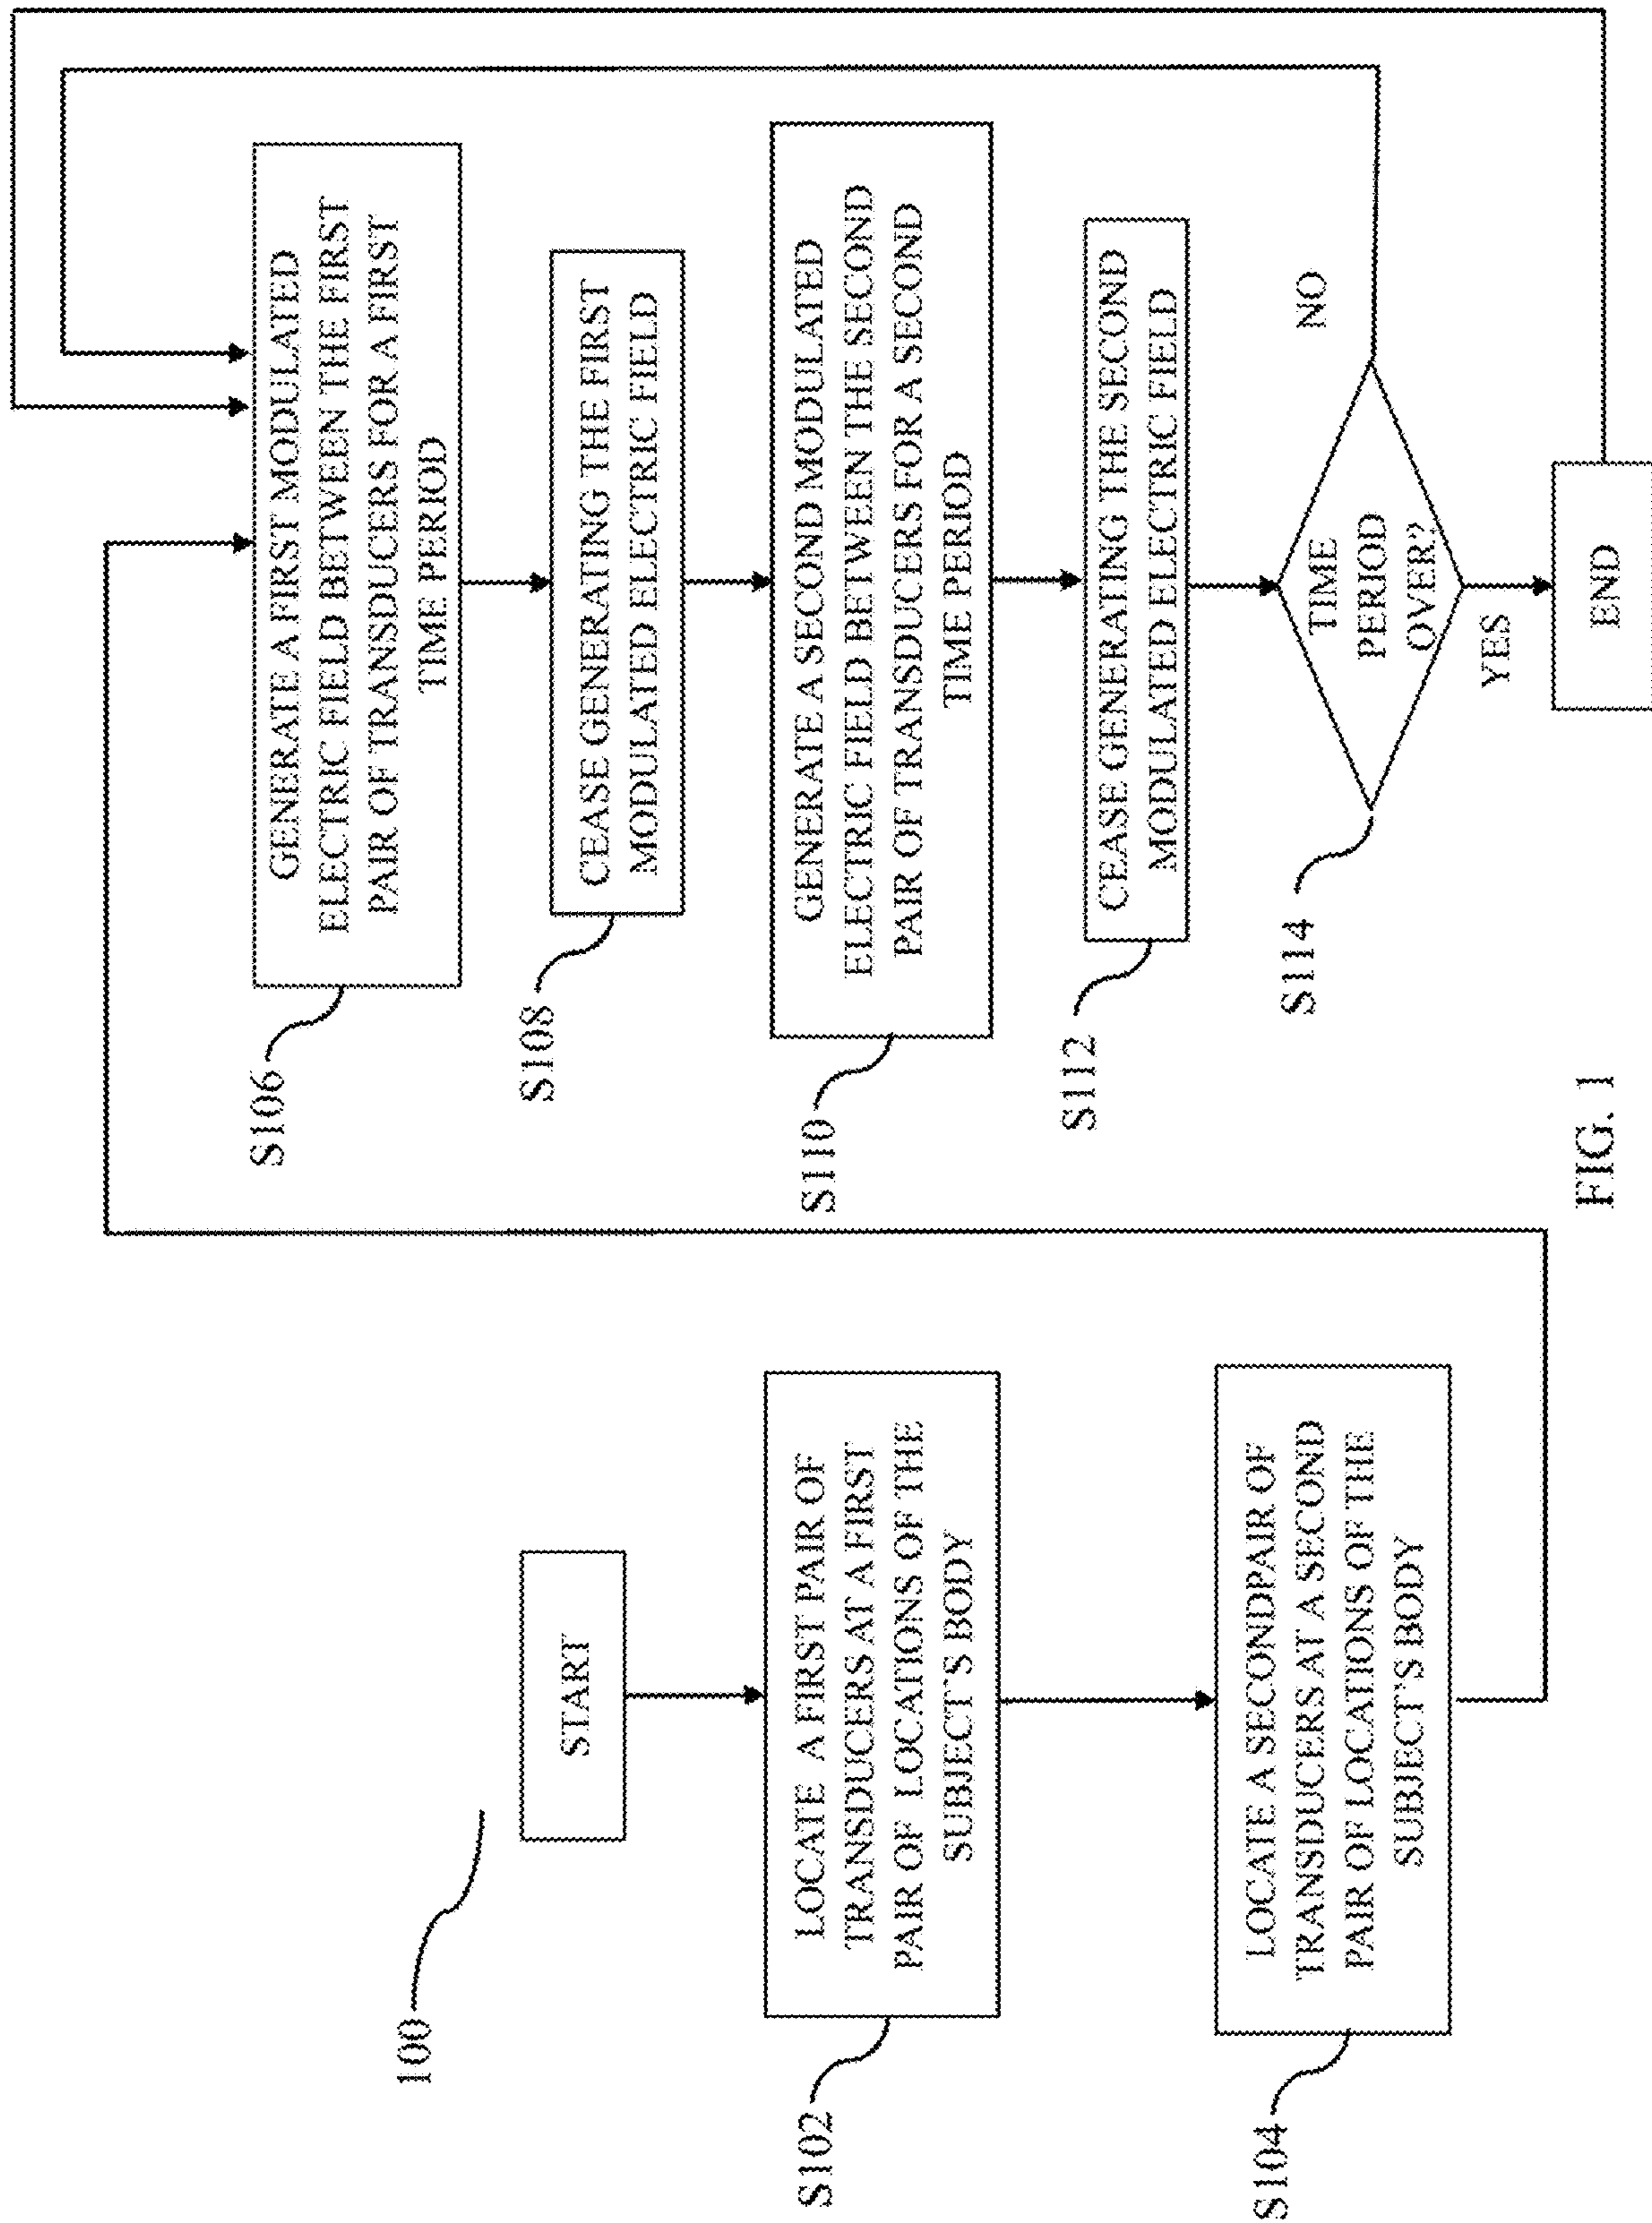 100
START
S102
LOCATE A FIRST PAIR OF
TRANSDUCERS AT A FIRST
PAIR OF LOCATIONS OF THE
SUBJECT'S BODY
S104
LOCATE A SECONDPAIR OF
TRANSDUCERS AT A SECOND
PAIR OF LOCATIONS OF THE
SUBJECT'S BODY
S106
GENERATE A FIRST MODULATED
ELECTRIC FIELD BETWEEN THE FIRST
PAIR OF TRANSDUCERS FOR A FIRST
TIME PERIOD
S108
CEASE GENERATING THE FIRST
MODULATED ELECTRIC FIELD
S110
GENERATE A SECOND MODULATED
ELECTRIC FIELD BETWEEN THE SECOND
PAIR OF TRANSDUCERS FOR A SECOND
TIME PERIOD
S112
CEASE GENERATING THE SECOND
MODULATED ELECTRIC FIELD
S114
TIME
PERIOD
OVER?
NO
YES
END
FIG. 1